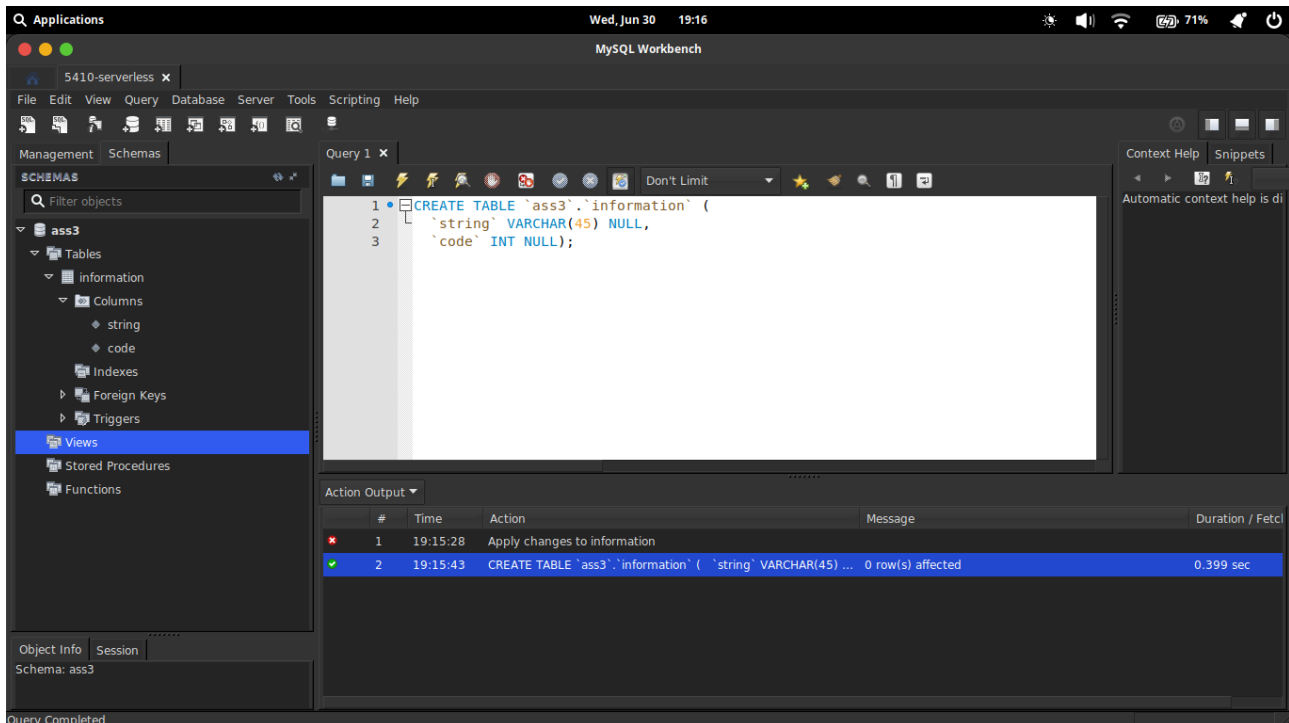 Applications Wed, Jun 30 19:16 71%
MySQL Workbench
5410-serverless
File Edit View Query Database Server Tools Scripting Help
Management Schemas
SCHEMAS
Filter objects
ass3
Tables
information
Columns
string
code
Indexes
Foreign Keys
Triggers
Views
Stored Procedures
Functions
Object Info Session
Schema: ass3
Query 1
Don't Limit
1 CREATE TABLE `ass3`.`information` (
2 `string` VARCHAR(45) NULL,
3 `code` INT NULL);
Context Help Snippets
Automatic context help is di
Action Output
# Time Action Message Duration / Fetcl
1 19:15:28 Apply changes to information
2 19:15:43 CREATE TABLE `ass3`.`information` ( `string` VARCHAR(45) ... 0 row(s) affected 0.399 sec
Query Completed